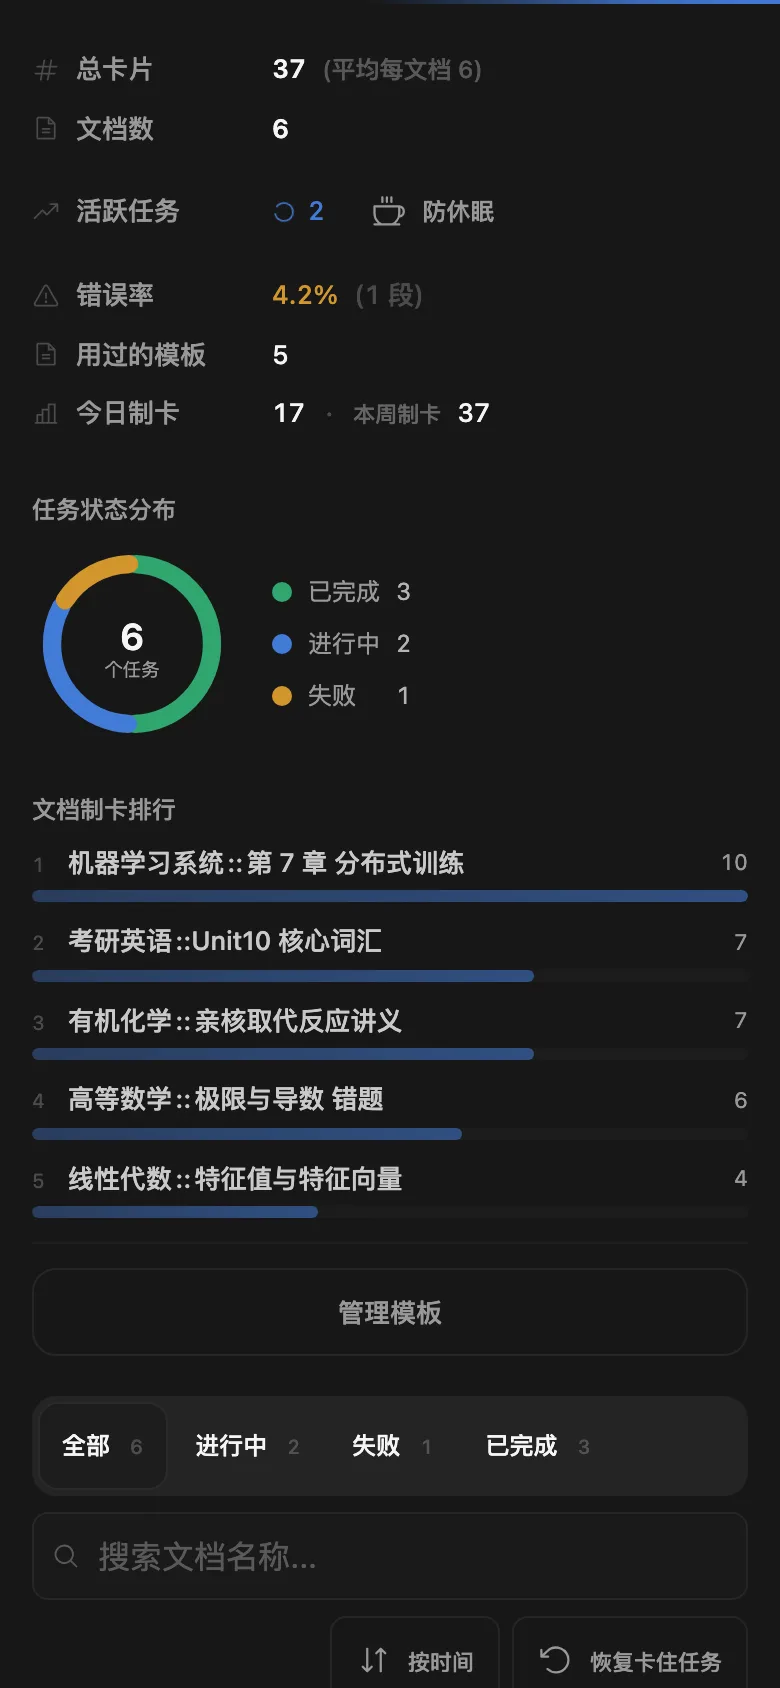 总卡片 37 (平均每文档 6)
文档数 6
活跃任务 2 防休眠
错误率 4.2% (1 段)
用过的模板 5
今日制卡 17 · 本周制卡 37
任务状态分布
6
个任务
已完成 3
进行中 2
失败 1
文档制卡排行
1 机器学习系统::第 7 章 分布式训练 10
2 考研英语::Unit10 核心词汇 7
3 有机化学::亲核取代反应讲义 7
4 高等数学::极限与导数 错题 6
5 线性代数::特征值与特征向量 4
管理模板
全部 6 进行中 2 失败 1 已完成 3
搜索文档名称...
按时间 恢复卡住任务